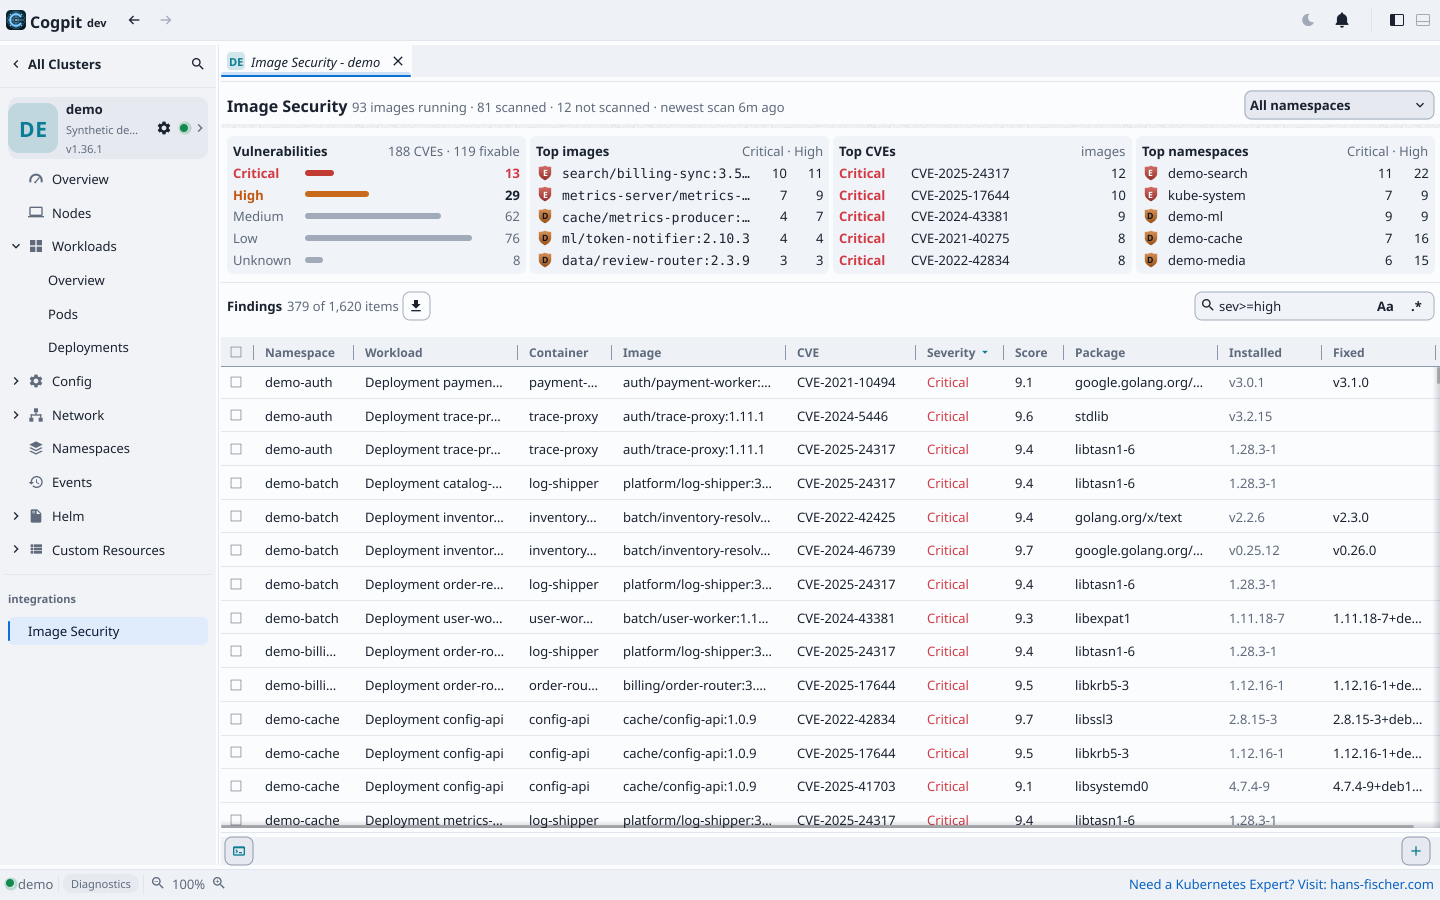 Cogpit dev
All Clusters
DE
demo
Synthetic de...
v1.36.1
Overview
Nodes
Workloads
Overview
Pods
Deployments
Config
Network
Namespaces
Events
Helm
Custom Resources
integrations
Image Security
DE Image Security - demo
Image Security 93 images running · 81 scanned · 12 not scanned · newest scan 6m ago
All namespaces
Vulnerabilities 188 CVEs · 119 fixable
Critical 13
High 29
Medium 62
Low 76
Unknown 8
Top images Critical · High
E search/billing-sync:3.5… 10 11
E metrics-server/metrics-… 7 9
D cache/metrics-producer:… 4 7
D ml/token-notifier:2.10.3 4 4
D data/review-router:2.3.9 3 3
Top CVEs images
Critical CVE-2025-24317 12
Critical CVE-2025-17644 10
Critical CVE-2024-43381 9
Critical CVE-2021-40275 8
Critical CVE-2022-42834 8
Top namespaces Critical · High
E demo-search 11 22
E kube-system 7 9
D demo-ml 9 9
D demo-cache 7 16
D demo-media 6 15
Findings 379 of 1,620 items
sev>=high Aa .*
Namespace Workload Container Image CVE Severity Score Package Installed Fixed
demo-auth Deployment paymen... payment-... auth/payment-worker:... CVE-2021-10494 Critical 9.1 google.golang.org/... v3.0.1 v3.1.0
demo-auth Deployment trace-pr... trace-proxy auth/trace-proxy:1.11.1 CVE-2024-5446 Critical 9.6 stdlib v3.2.15
demo-auth Deployment trace-pr... trace-proxy auth/trace-proxy:1.11.1 CVE-2025-24317 Critical 9.4 libtasn1-6 1.28.3-1
demo-batch Deployment catalog-... log-shipper platform/log-shipper:3... CVE-2025-24317 Critical 9.4 libtasn1-6 1.28.3-1
demo-batch Deployment inventor... inventory... batch/inventory-resolv... CVE-2022-42425 Critical 9.4 golang.org/x/text v2.2.6 v2.3.0
demo-batch Deployment inventor... inventory... batch/inventory-resolv... CVE-2024-46739 Critical 9.7 google.golang.org/... v0.25.12 v0.26.0
demo-batch Deployment order-re... log-shipper platform/log-shipper:3... CVE-2025-24317 Critical 9.4 libtasn1-6 1.28.3-1
demo-batch Deployment user-wo... user-wor... batch/user-worker:1.1... CVE-2024-43381 Critical 9.3 libexpat1 1.11.18-7 1.11.18-7+de...
demo-billi... Deployment order-ro... log-shipper platform/log-shipper:3... CVE-2025-24317 Critical 9.4 libtasn1-6 1.28.3-1
demo-billi... Deployment order-ro... order-rou... billing/order-router:3.... CVE-2025-17644 Critical 9.5 libkrb5-3 1.12.16-1 1.12.16-1+de...
demo-cache Deployment config-api config-api cache/config-api:1.0.9 CVE-2022-42834 Critical 9.7 libssl3 2.8.15-3 2.8.15-3+deb...
demo-cache Deployment config-api config-api cache/config-api:1.0.9 CVE-2025-17644 Critical 9.5 libkrb5-3 1.12.16-1 1.12.16-1+de...
demo-cache Deployment config-api config-api cache/config-api:1.0.9 CVE-2025-41703 Critical 9.1 libsystemd0 4.7.4-9 4.7.4-9+deb1...
demo-cache Deployment metrics-... log-shipper platform/log-shipper:3... CVE-2025-24317 Critical 9.4 libtasn1-6 1.28.3-1
demo Diagnostics 100% Need a Kubernetes Expert? Visit: hans-fischer.com